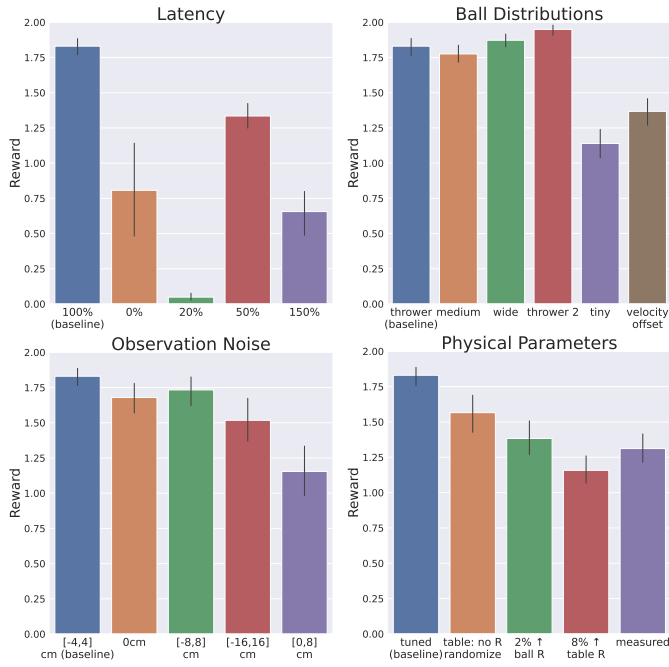 Latency
Reward
2.00
1.75
1.50
1.25
1.00
0.75
0.50
0.25
0.00
100%
(baseline)
0%
20%
50%
150%
Ball Distributions
Reward
2.00
1.75
1.50
1.25
1.00
0.75
0.50
0.25
0.00
thrower
(baseline)
medium
wide
thrower 2
tiny
velocity
offset
Observation Noise
Reward
2.00
1.75
1.50
1.25
1.00
0.75
0.50
0.25
0.00
[-4,4]
cm (baseline)
0cm
[-8,8]
cm
[-16,16]
cm
[0,8]
cm
Physical Parameters
Reward
2.00
1.75
1.50
1.25
1.00
0.75
0.50
0.25
0.00
tuned
(baseline)
table: no R
randomize
2% ↑
ball R
8% ↑
table R
measured